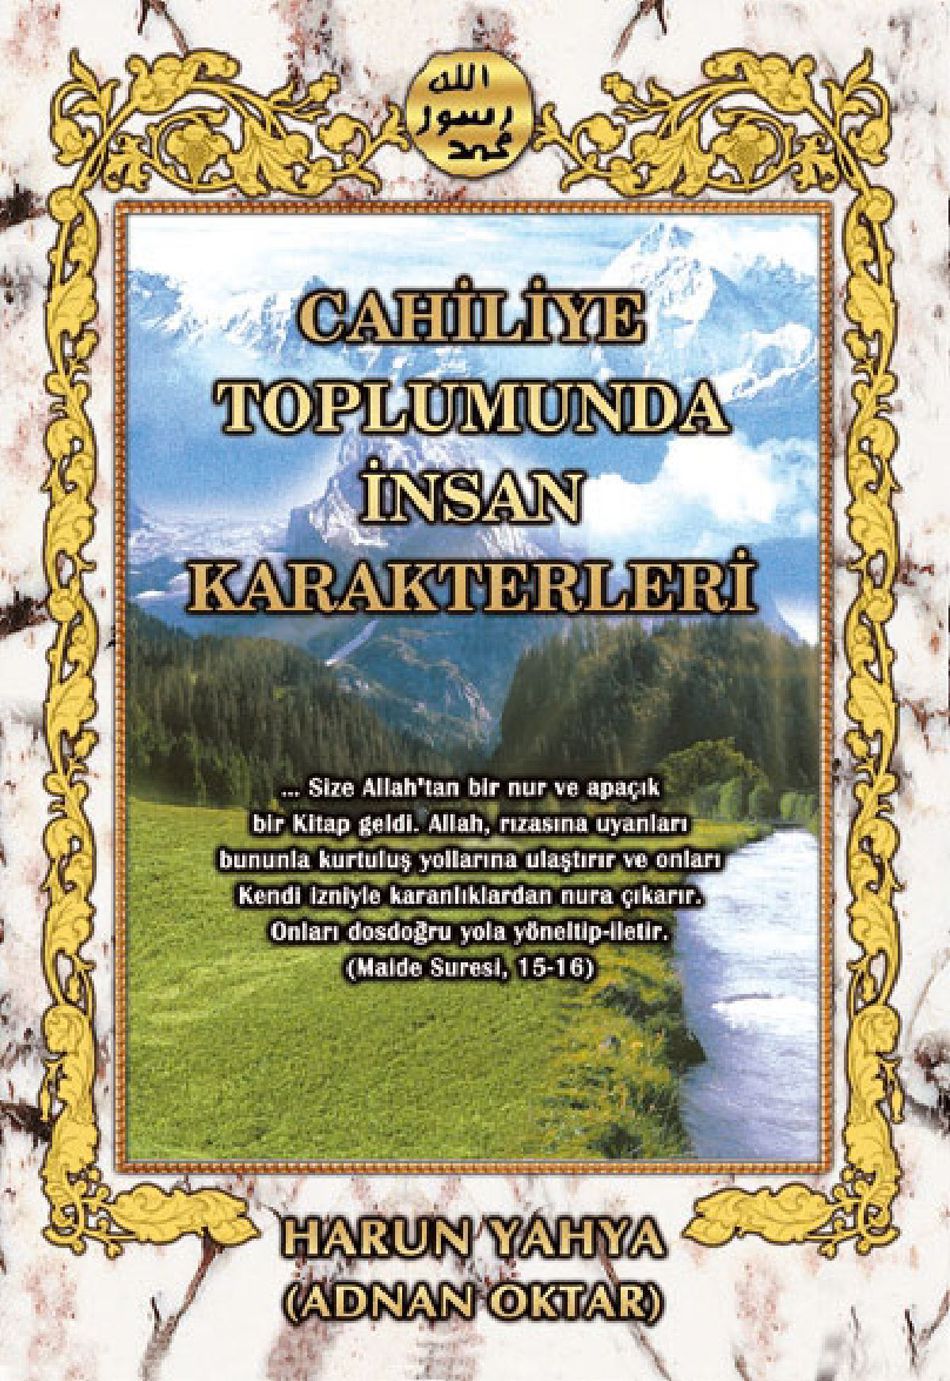 الله
رسول
محمد
CAHİLİYE
TOPLUMUNDA
İNSAN
KARAKTERLERİ
... Size Allah'tan bir nur ve apaçık
bir Kitap geldi. Allah, rızasına uyanları
bununla kurtuluş yollarına ulaştırır ve onları
Kendi izniyle karanlıklardan nura çıkarır.
Onları dosdoğru yola yöneltip-iletir.
(Maide Suresi, 15-16)
HARUN YAHYA
(ADNAN OKTAR)